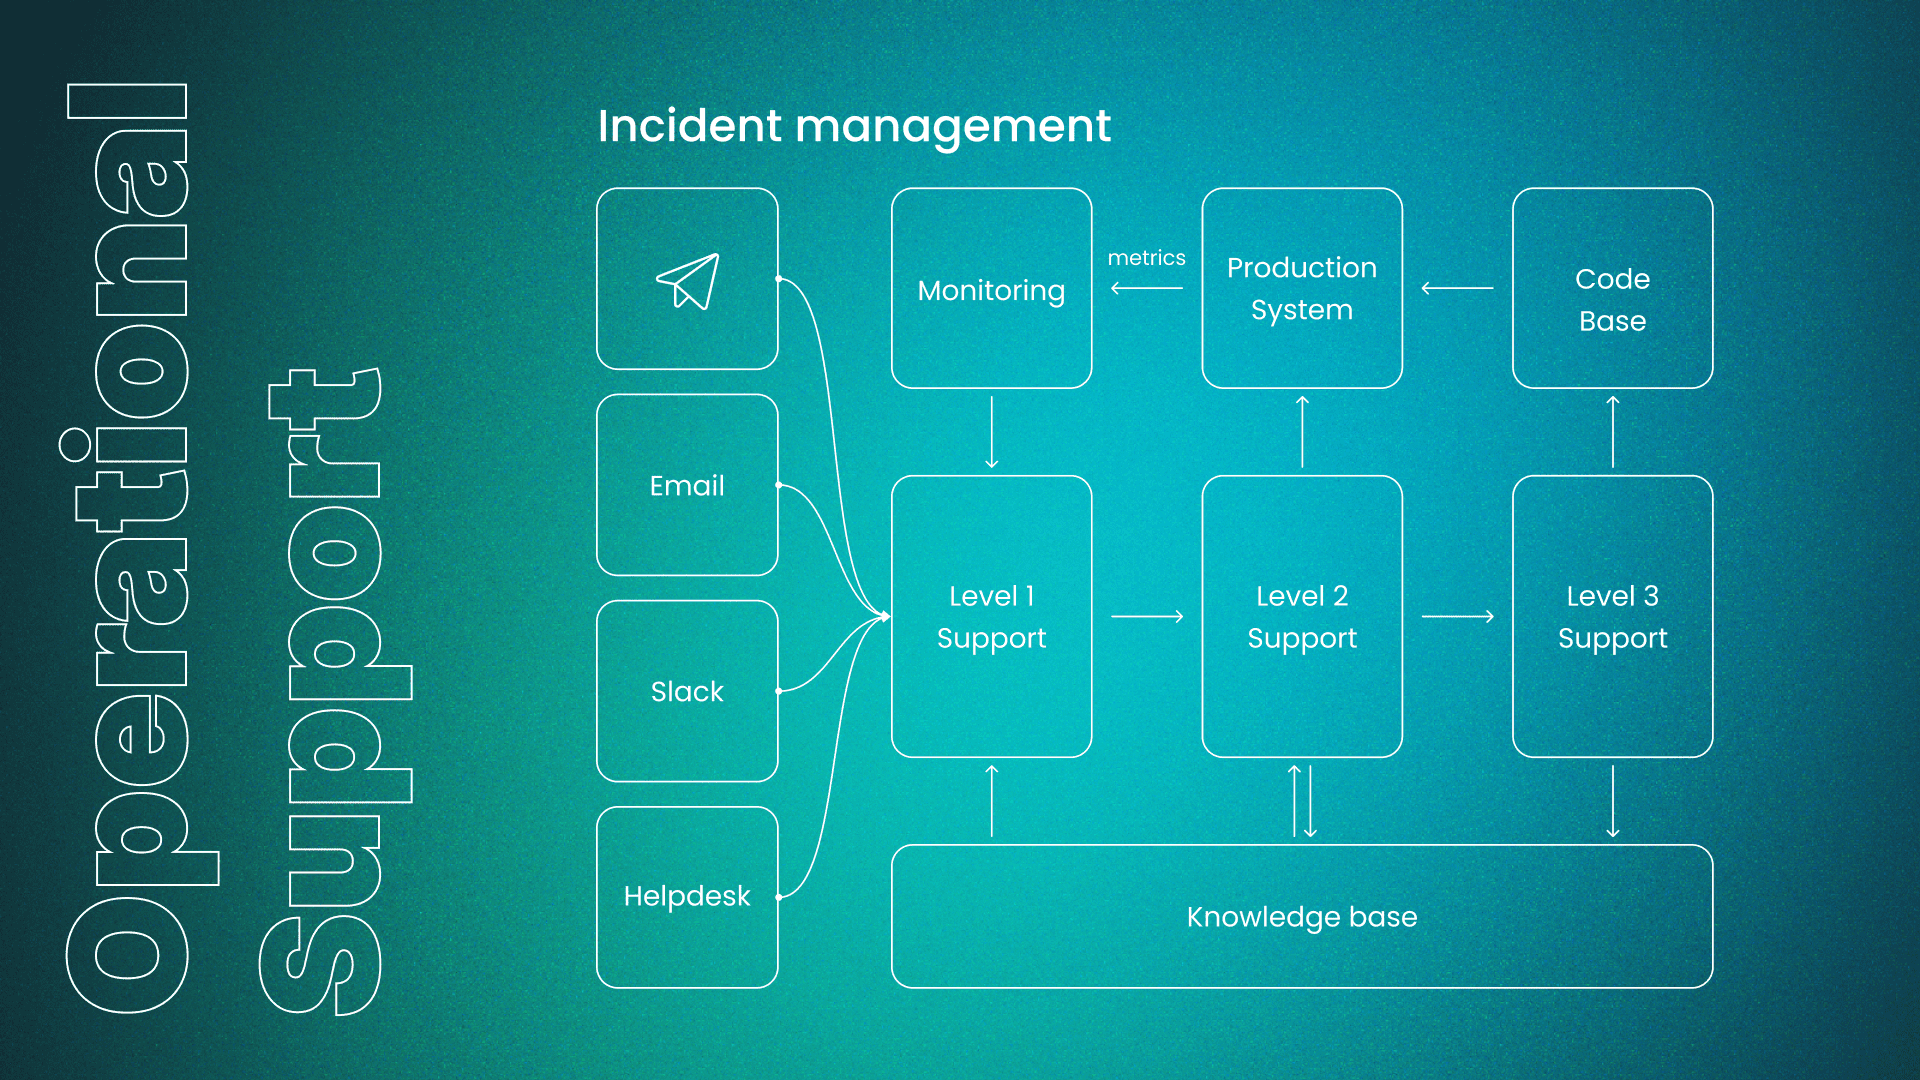 Operational
Support
Incident management
Monitoring
metrics
Production
System
Code
Base
Email
Slack
Helpdesk
Level 1
Support
Level 2
Support
Level 3
Support
Knowledge base